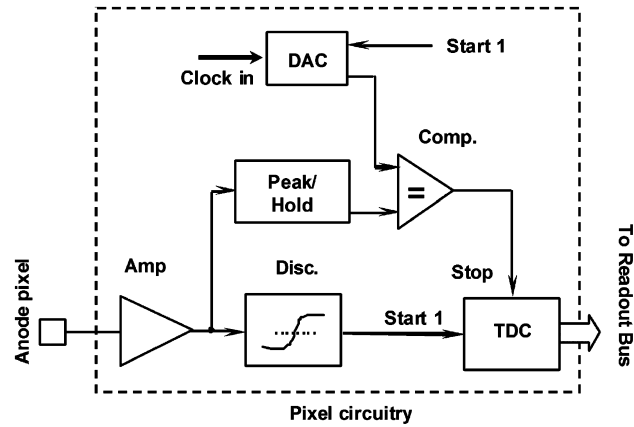 DAC
Start 1
Clock in
Comp.
Peak/
Hold
=
Amp
Disc.
Stop
Start 1
TDC
Anode pixel
To Readout Bus
Pixel circuitry